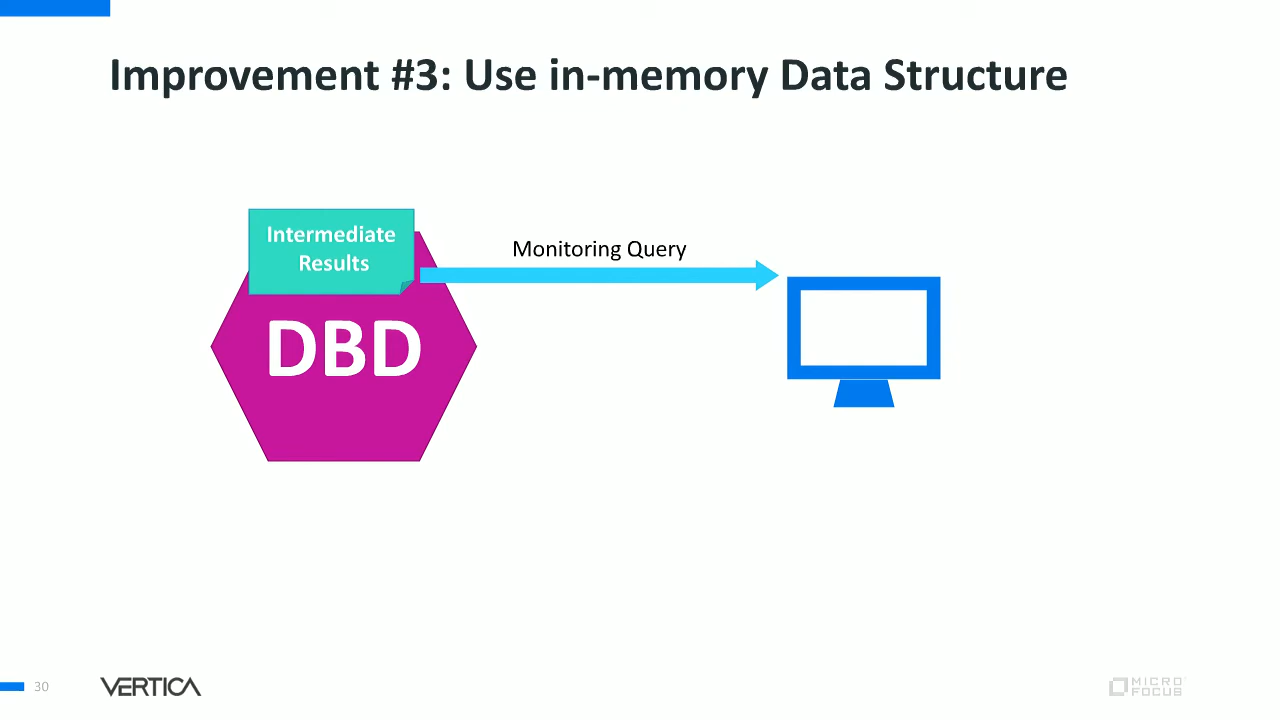 Improvement #3: Use in-memory Data Structure
Intermediate
Results
Monitoring Query
DBD
30
VERTICA
MICRO
FOCUS